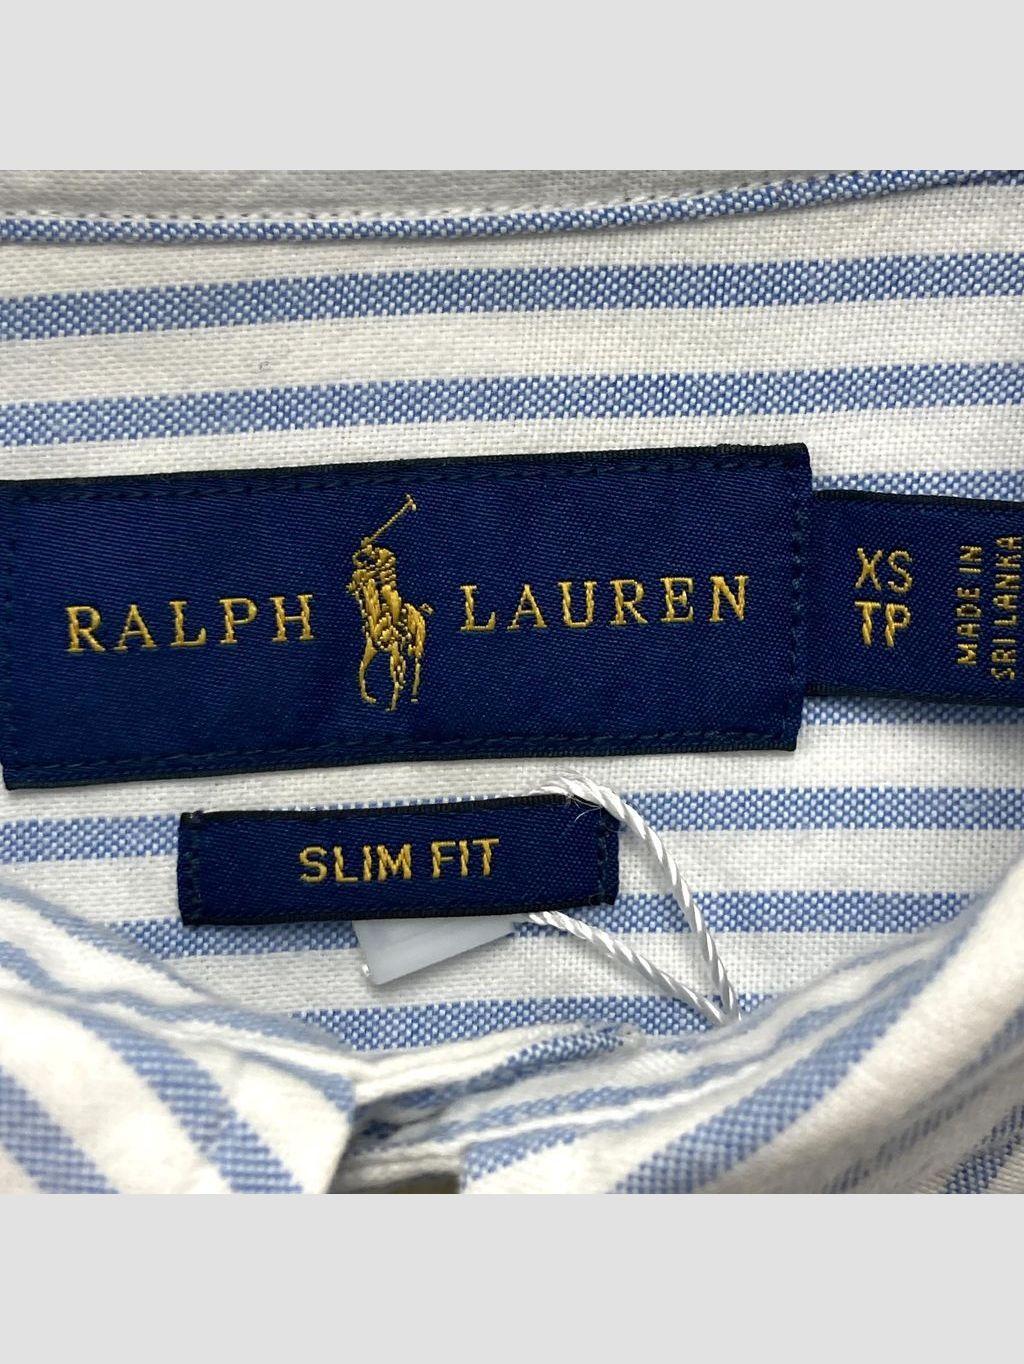 RALPH LAUREN
XS
TP
MADE IN
SRI LANKA
SLIM FIT